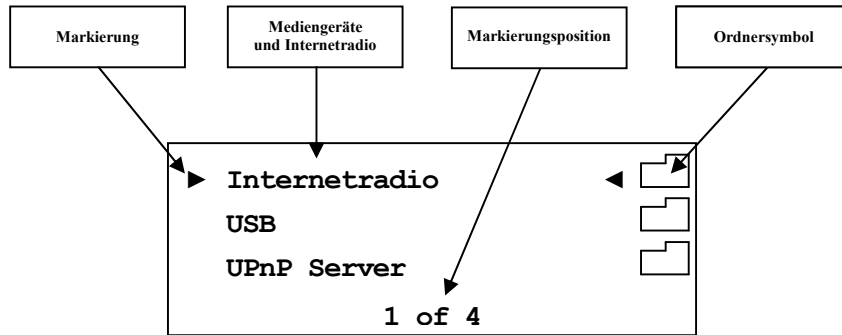 Markierung
Mediengeräte
und Internetradio
Markierungsposition
Ordnersymbol
Internetradio
USB
UPnP Server
1 of 4